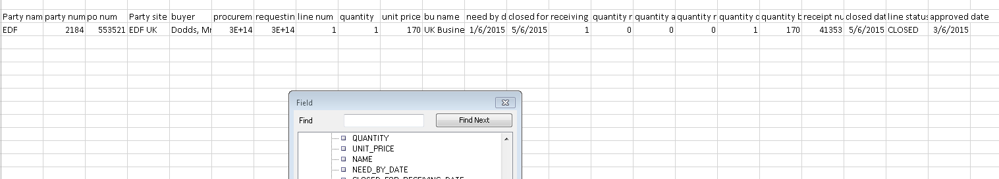 Party nam party num po num Party site buyer procurem requestin line num quantity unit price bu name need by d closed for receiving quantity r quantity a quantity r quantity c quantity b receipt nu closed dat line status approved date
EDF 2184 553521 EDF UK Dodds, Mr 3E+14 3E+14 1 1 170 UK Busine 1/6/2015 5/6/2015 1 0 0 0 1 170 41353 5/6/2015 CLOSED 3/6/2015
Field
Find Find Next
QUANTITY
UNIT_PRICE
NAME
NEED_BY_DATE
CLOSED_FOR_RECEIVING_DATE